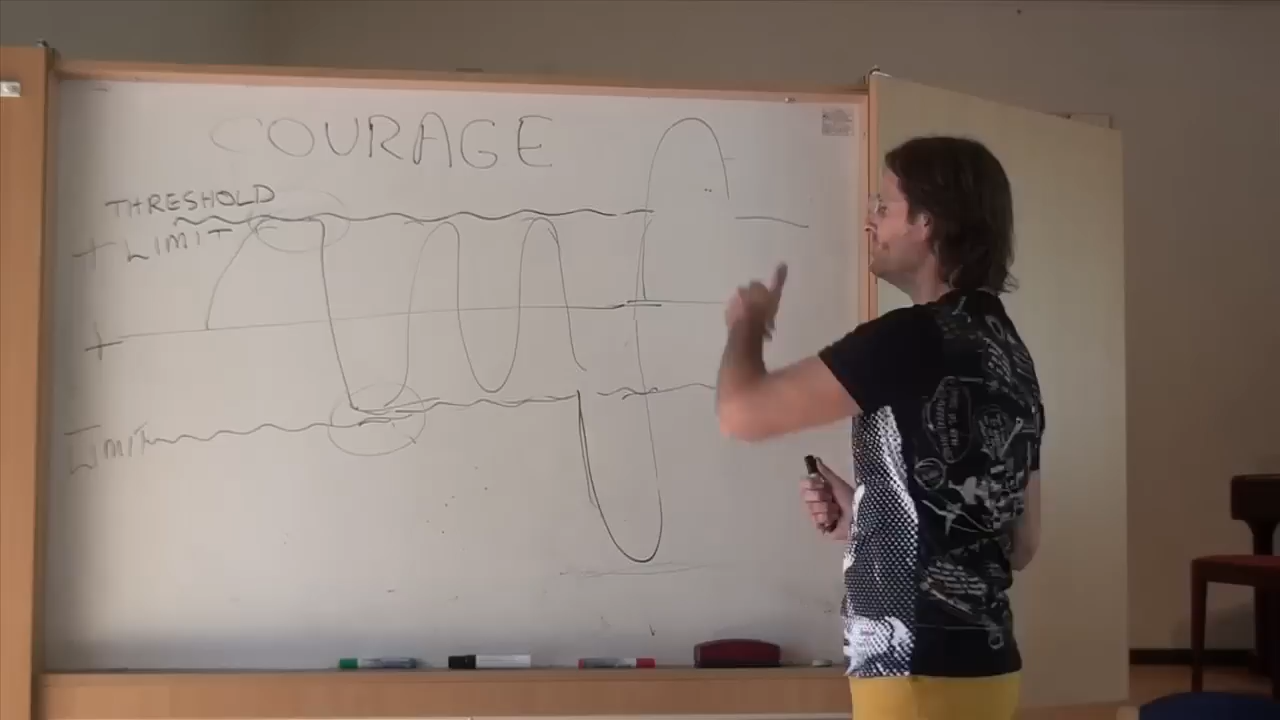 COURAGE
THRESHOLD
+ LIMIT
+
LIMIT